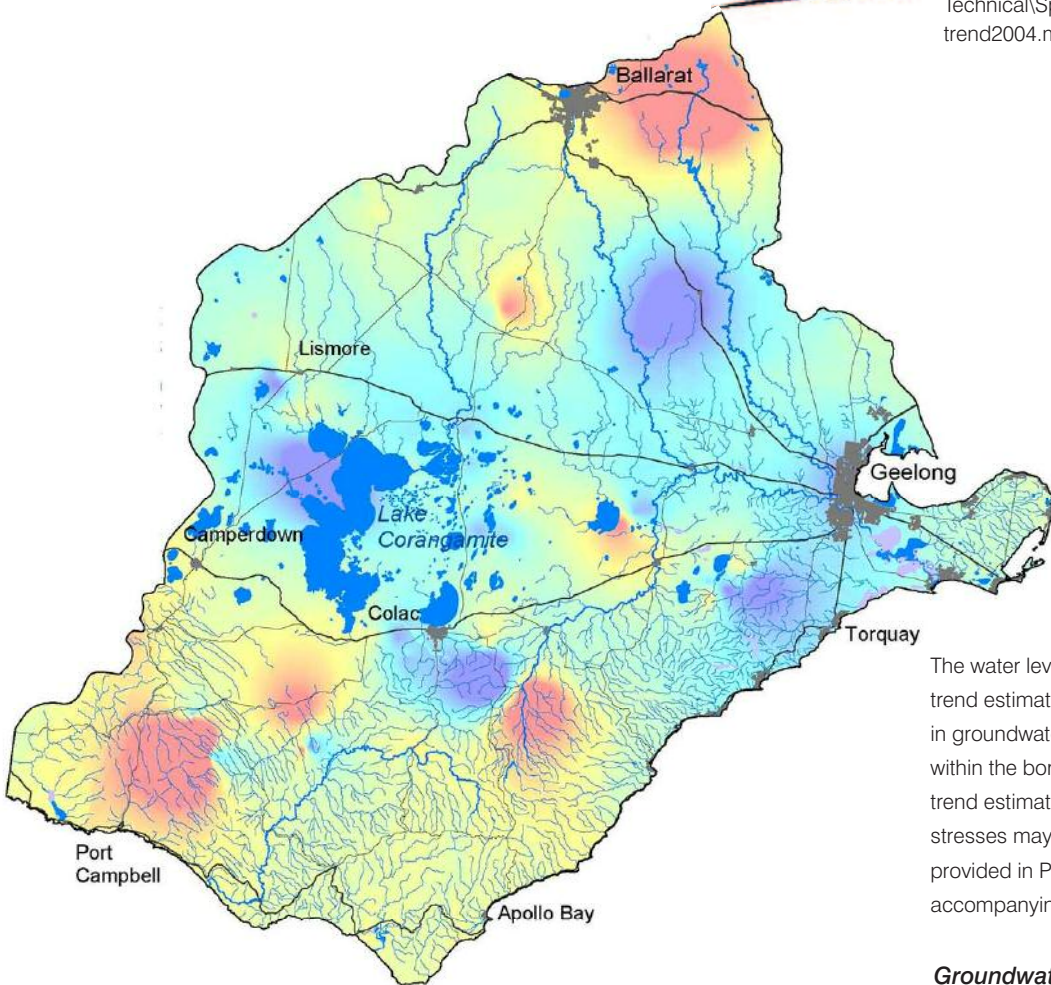 Technical\Sp
trend2004.n
Ballarat
Lismore
Geelong
Lake
Corangamite
Camperdown
Colac
Torquay
Port
Campbell
Apollo Bay
The water lev
trend estimat
in groundwat
within the bor
trend estimat
stresses may
provided in P
accompanyin
Groundwat